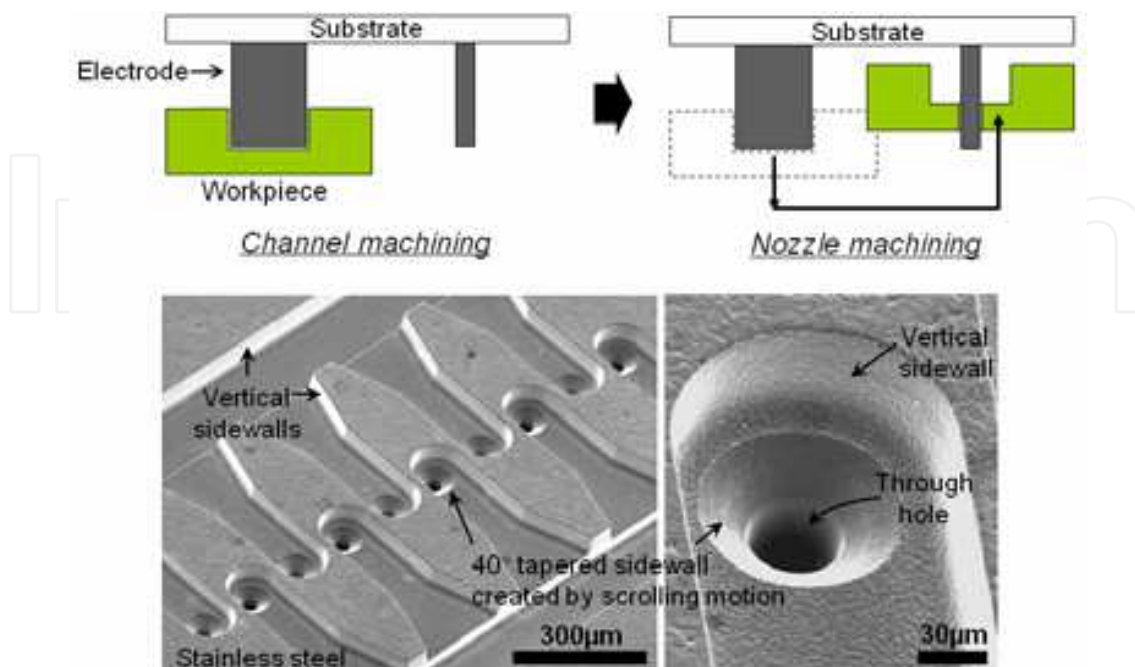 Substrate
Electrode
Workpiece
Channel machining
Substrate
Nozzle machining
Vertical
sidewalls
40° tapered sidewall
created by scrolling motion
Stainless steel
300µm
Vertical
sidewall
Through
hole
30µm